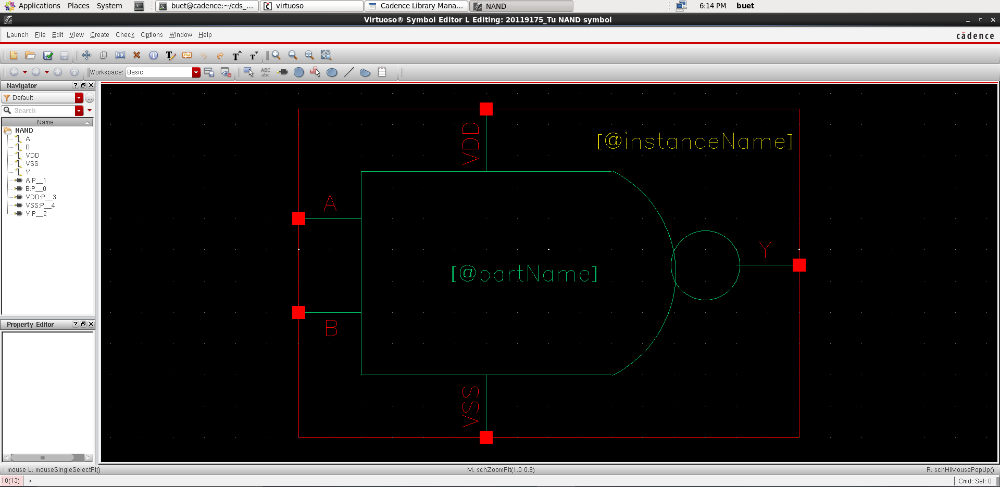 Applications Places System buet@cadence:~/cds_... virtuoso Cadence Library Mana... NAND 6:14 PM buet
Virtuoso® Symbol Editor L Editing: 20119175_Tu NAND symbol
Launch File Edit View Create Check Options Window Help cādence
Workspace: Basic ABC abc
Navigator
Default
Search
Name
NAND
A
B
VDD
VSS
Y
A:P__1
B:P__0
VDD:P__3
VSS:P__4
Y:P__2
Property Editor
VDD
[@instanceName]
A
Y
[@partName]
B
VSS
mouse L: mouseSingleSelectPt() M: schZoomFit(1.0 0.9) R: schHiMousePopUp()
10(13) > Cmd: Sel: 0